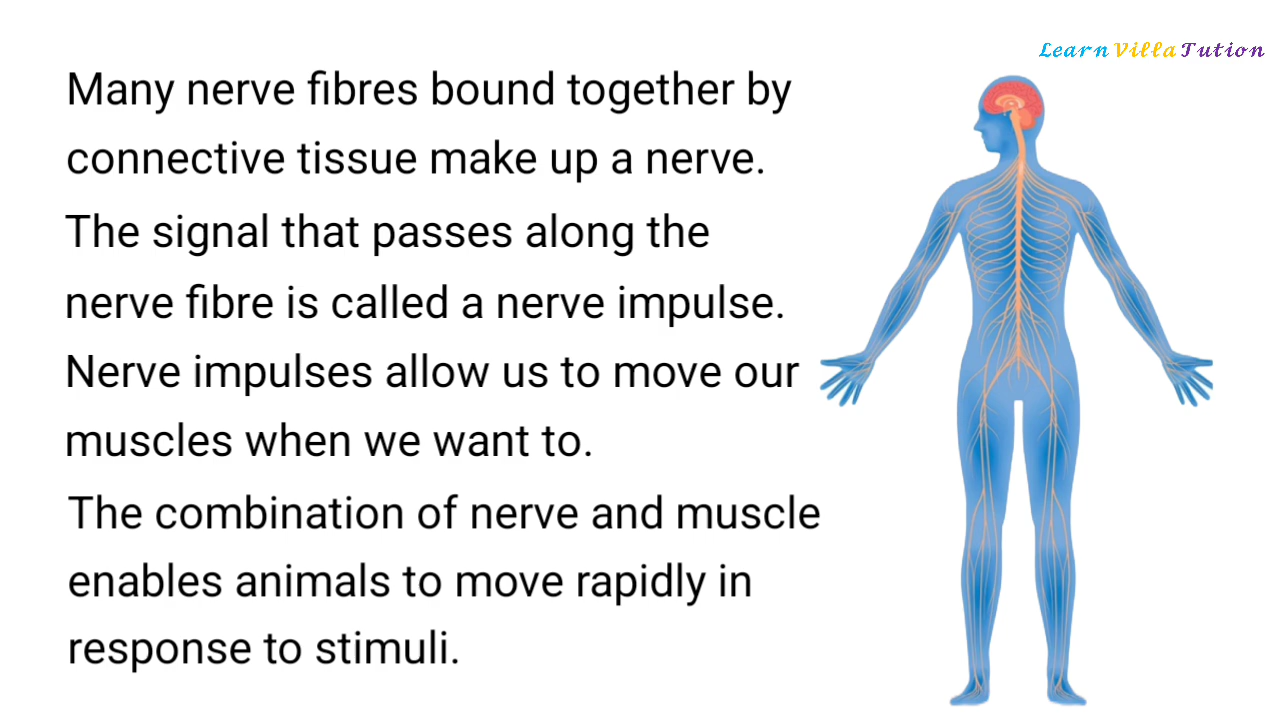 Learn Villa Tution
Many nerve fibres bound together by
connective tissue make up a nerve.
The signal that passes along the
nerve fibre is called a nerve impulse.
Nerve impulses allow us to move our
muscles when we want to.
The combination of nerve and muscle
enables animals to move rapidly in
response to stimuli.